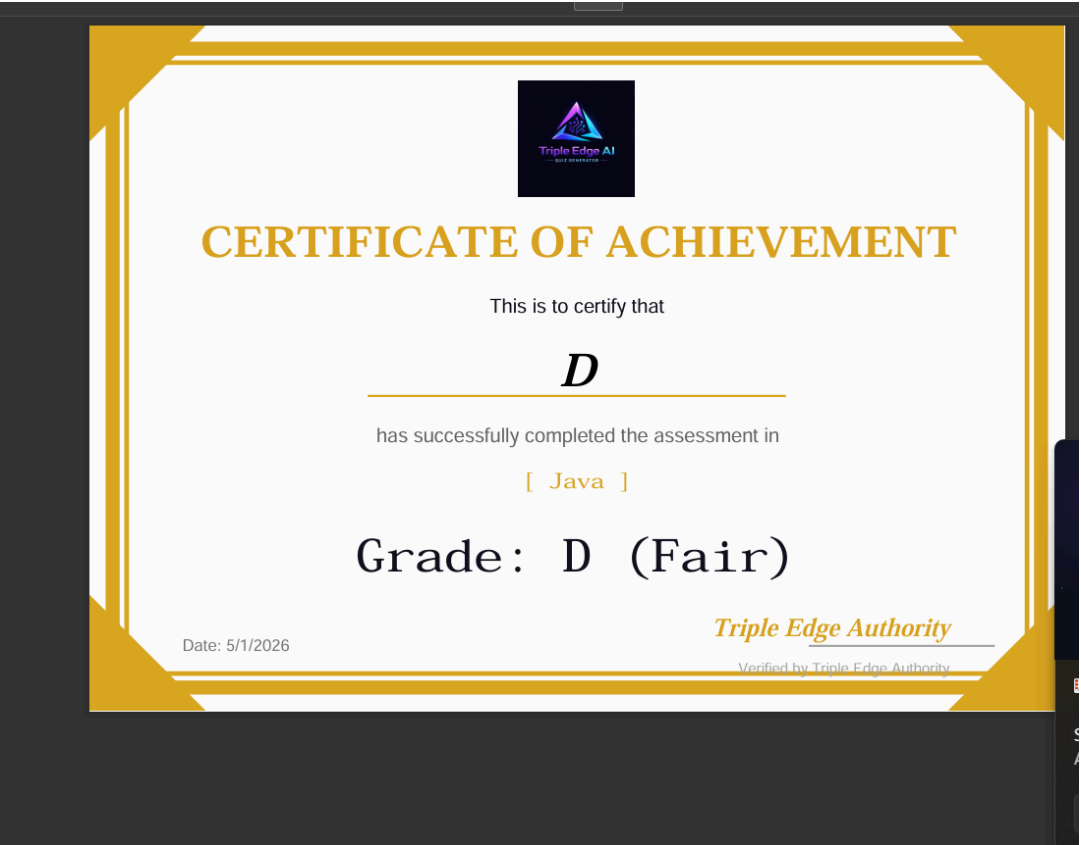 Triple Edge AI
QUIZ GENERATOR
CERTIFICATE OF ACHIEVEMENT
This is to certify that
D
has successfully completed the assessment in
[ Java ]
Grade: D (Fair)
Triple Edge Authority
Date: 5/1/2026
Verified by Triple Edge Authority